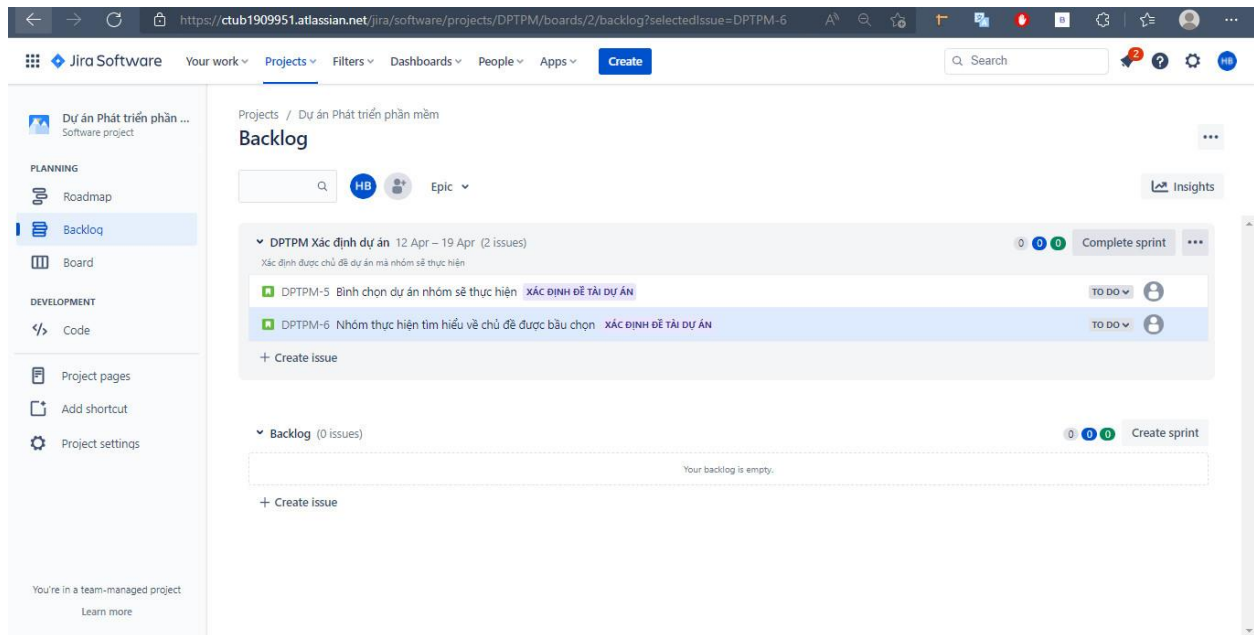 https://ctub1909951.atlassian.net/jira/software/projects/DPTPM/boards/2/backlog?selectedIssue=DPTPM-6
Jira Software Your work Projects Filters Dashboards People Apps Create Search 2 HB
Dự án Phát triển phần ...
Software project
PLANNING
Roadmap
Backlog
Board
DEVELOPMENT
Code
Project pages
Add shortcut
Project settings
You're in a team-managed project
Learn more
Projects / Dự án Phát triển phần mềm
Backlog
HB Epic Insights
DPTPM Xác định dự án 12 Apr – 19 Apr (2 issues) 0 0 0 Complete sprint
Xác định được chủ đề dự án mà nhóm sẽ thực hiện
DPTPM-5 Bình chọn dự án nhóm sẽ thực hiện XÁC ĐỊNH ĐỀ TÀI DỰ ÁN TO DO
DPTPM-6 Nhóm thực hiện tìm hiểu về chủ đề được bầu chọn XÁC ĐỊNH ĐỀ TÀI DỰ ÁN TO DO
+ Create issue
Backlog (0 issues) 0 0 0 Create sprint
Your backlog is empty.
+ Create issue